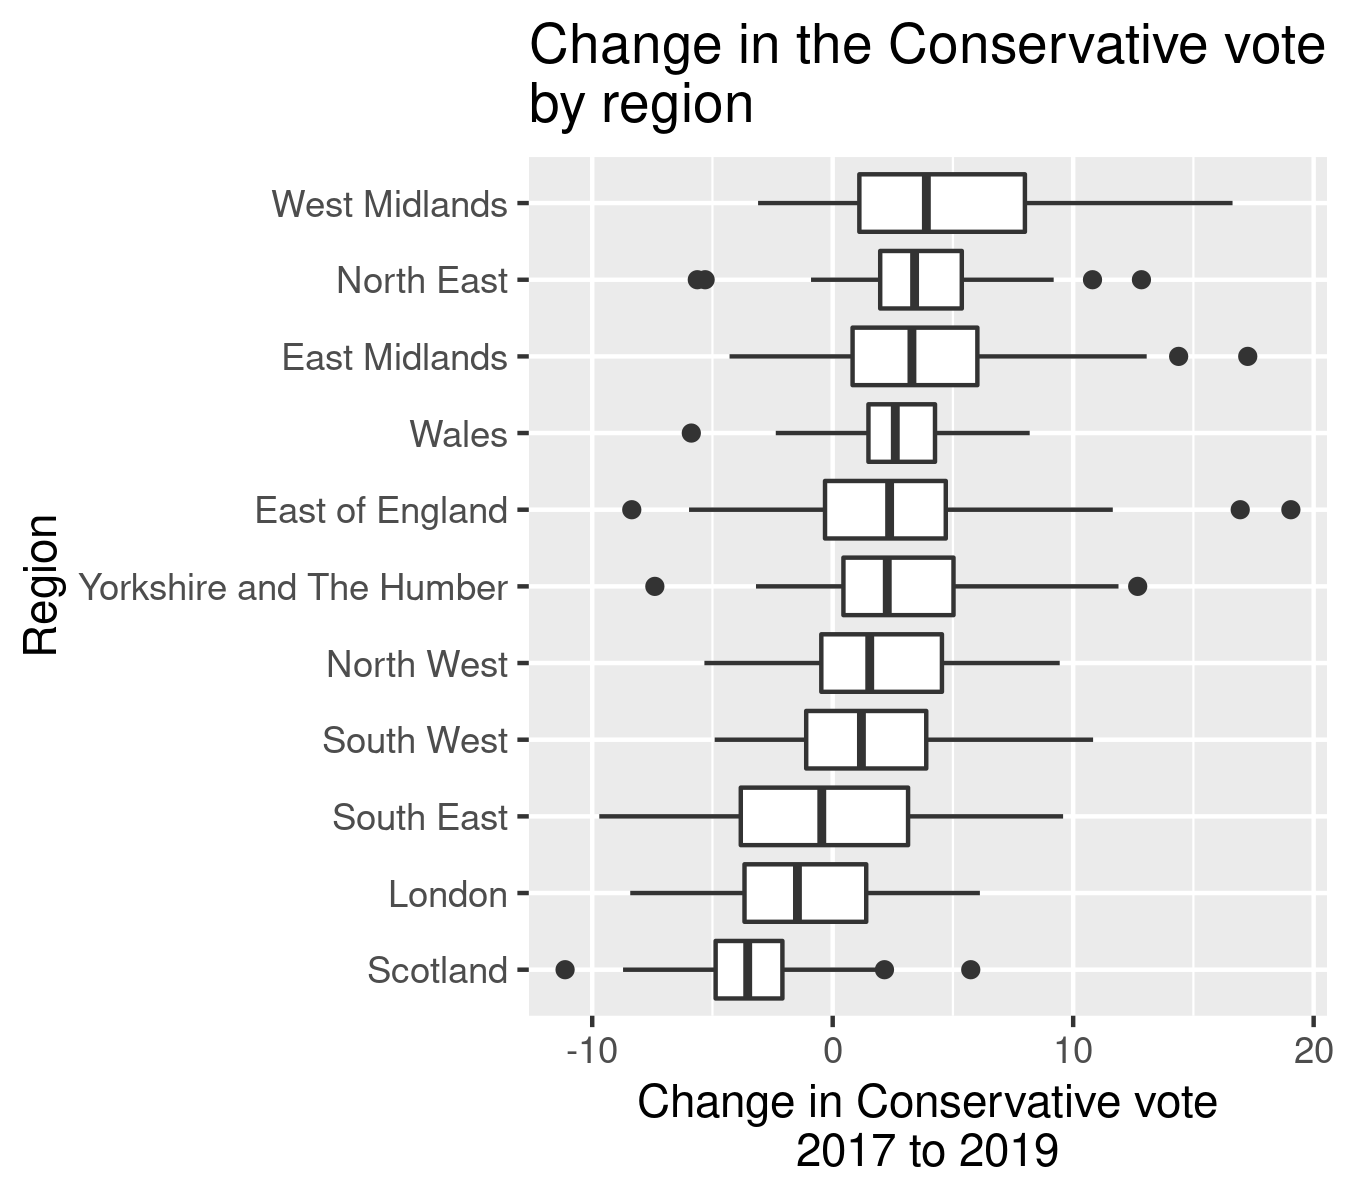 Change in the Conservative vote
by region
Region
West Midlands
North East
East Midlands
Wales
East of England
Yorkshire and The Humber
North West
South West
South East
London
Scotland
-10 0 10 20
Change in Conservative vote
2017 to 2019